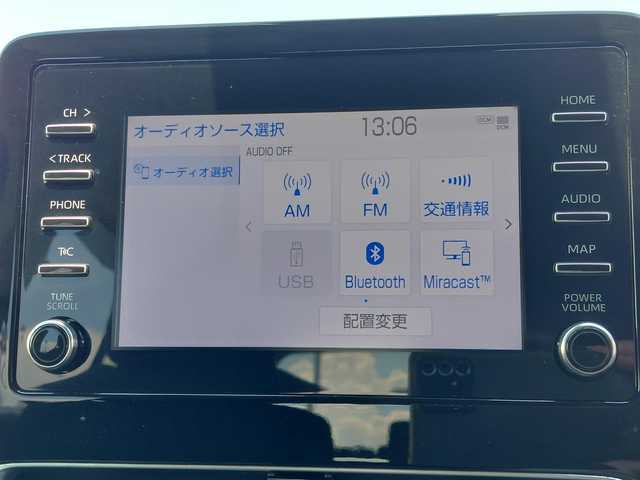 CH >
< TRACK
PHONE
T C
TUNE
SCROLL
オーディオソース選択
13:06
DCM
DCM
オーディオ選択
AUDIO OFF
AM
FM
交通情報
USB
Bluetooth
Miracast™
配置変更
HOME
MENU
AUDIO
MAP
POWER
VOLUME